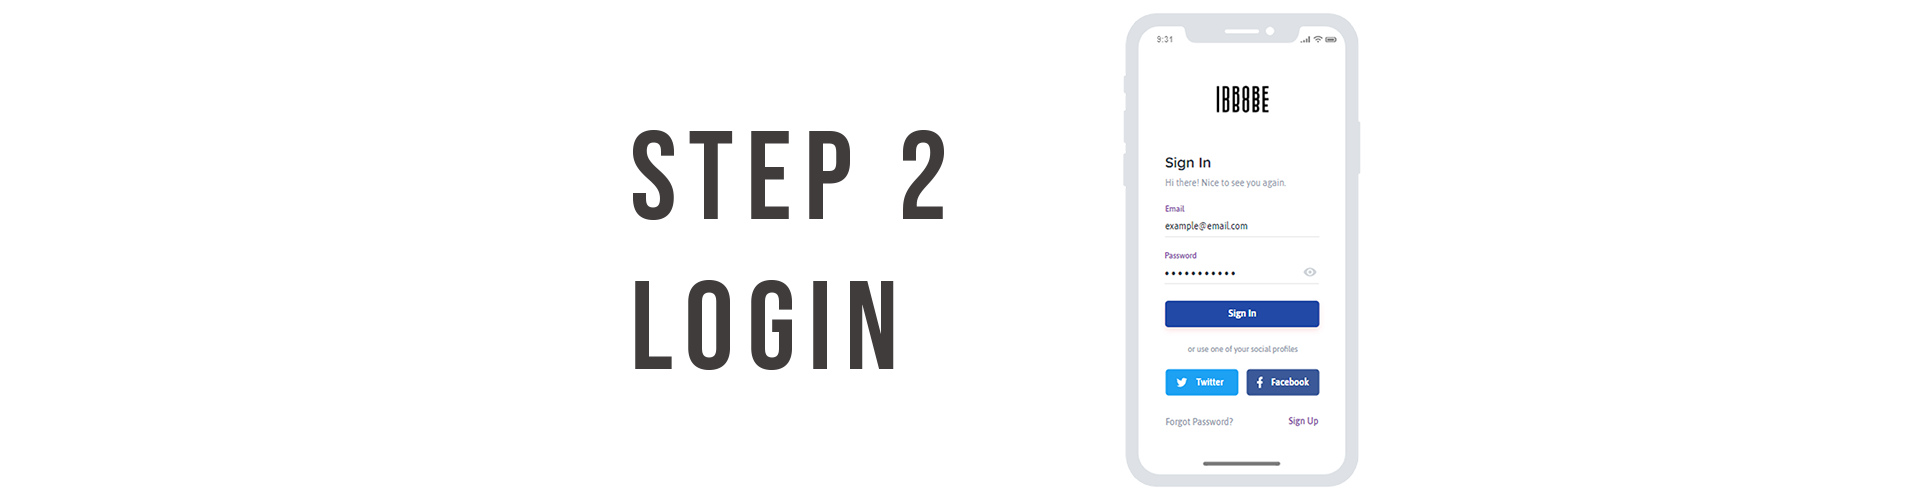 STEP 2
LOGIN
9:31
Sign In
Hi there! Nice to see you again.
Email
example@email.com
Password
Sign In
or use one of your social profiles
Twitter
Facebook
Forgot Password?
Sign Up